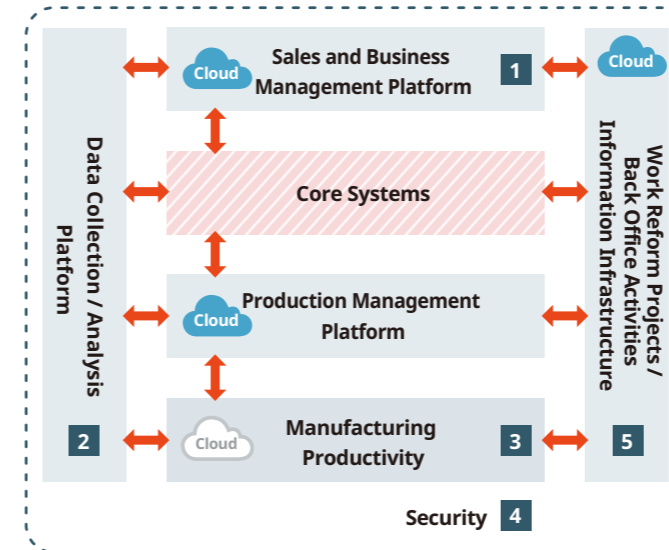 Cloud
Sales and Business
Management Platform
1
Cloud
Data Collection / Analysis
Platform
2
Core Systems
Work Reform Projects /
Back Office Activities
Information Infrastructure
5
Cloud
Production Management
Platform
Cloud
Manufacturing
Productivity
3
Security
4